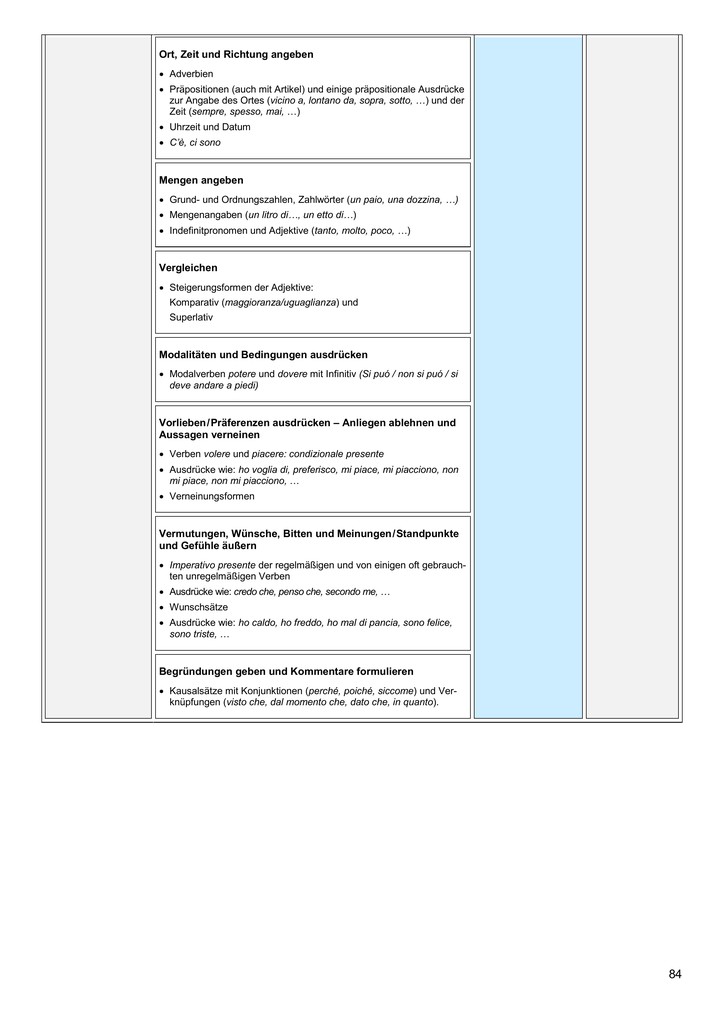 Ort, Zeit und Richtung angeben
• Adverbien
• Präpositionen (auch mit Artikel) und einige präpositionale Ausdrücke
zur Angabe des Ortes (vicino a, lontano da, sopra, sotto, …) und der
Zeit (sempre, spesso, mai, …)
• Uhrzeit und Datum
• C'è, ci sono
Mengen angeben
• Grund- und Ordnungszahlen, Zahlwörter (un paio, una dozzina, …)
• Mengenangaben (un litro di…, un etto di…)
• Indefinitpronomen und Adjektive (tanto, molto, poco, …)
Vergleichen
• Steigerungsformen der Adjektive:
Komparativ (maggioranza/uguaglianza) und
Superlativ
Modalitäten und Bedingungen ausdrücken
• Modalverben potere und dovere mit Infinitiv (Si puó / non si puó / si
deve andare a piedi)
Vorlieben/Präferenzen ausdrücken – Anliegen ablehnen und
Aussagen verneinen
• Verben volere und piacere: condizionale presente
• Ausdrücke wie: ho voglia di, preferisco, mi piace, mi piacciono, non
mi piace, non mi piacciono, …
• Verneinungsformen
Vermutungen, Wünsche, Bitten und Meinungen/Standpunkte
und Gefühle äußern
• Imperativo presente der regelmäßigen und von einigen oft gebrauch-
ten unregelmäßigen Verben
• Ausdrücke wie: credo che, penso che, secondo me, …
• Wunschsätze
• Ausdrücke wie: ho caldo, ho freddo, ho mal di pancia, sono felice,
sono triste, …
Begründungen geben und Kommentare formulieren
• Kausalsätze mit Konjunktionen (perché, poiché, siccome) und Ver-
knüpfungen (visto che, dal momento che, dato che, in quanto).
84